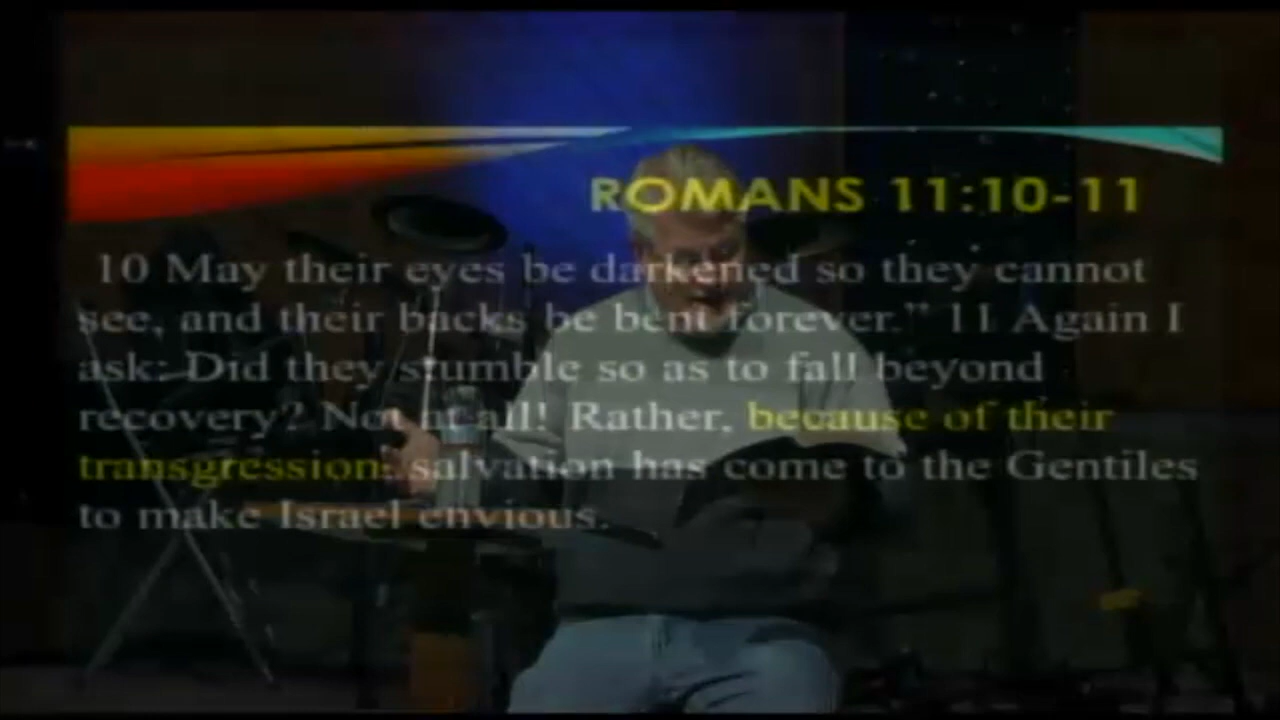 ROMANS 11:10-11
10 May their eyes be darkened so they cannot
see, and their backs be bent forever.” 11 Again I
ask: Did they stumble so as to fall beyond
recovery? Not at all! Rather, because of their
transgression, salvation has come to the Gentiles
to make Israel envious.